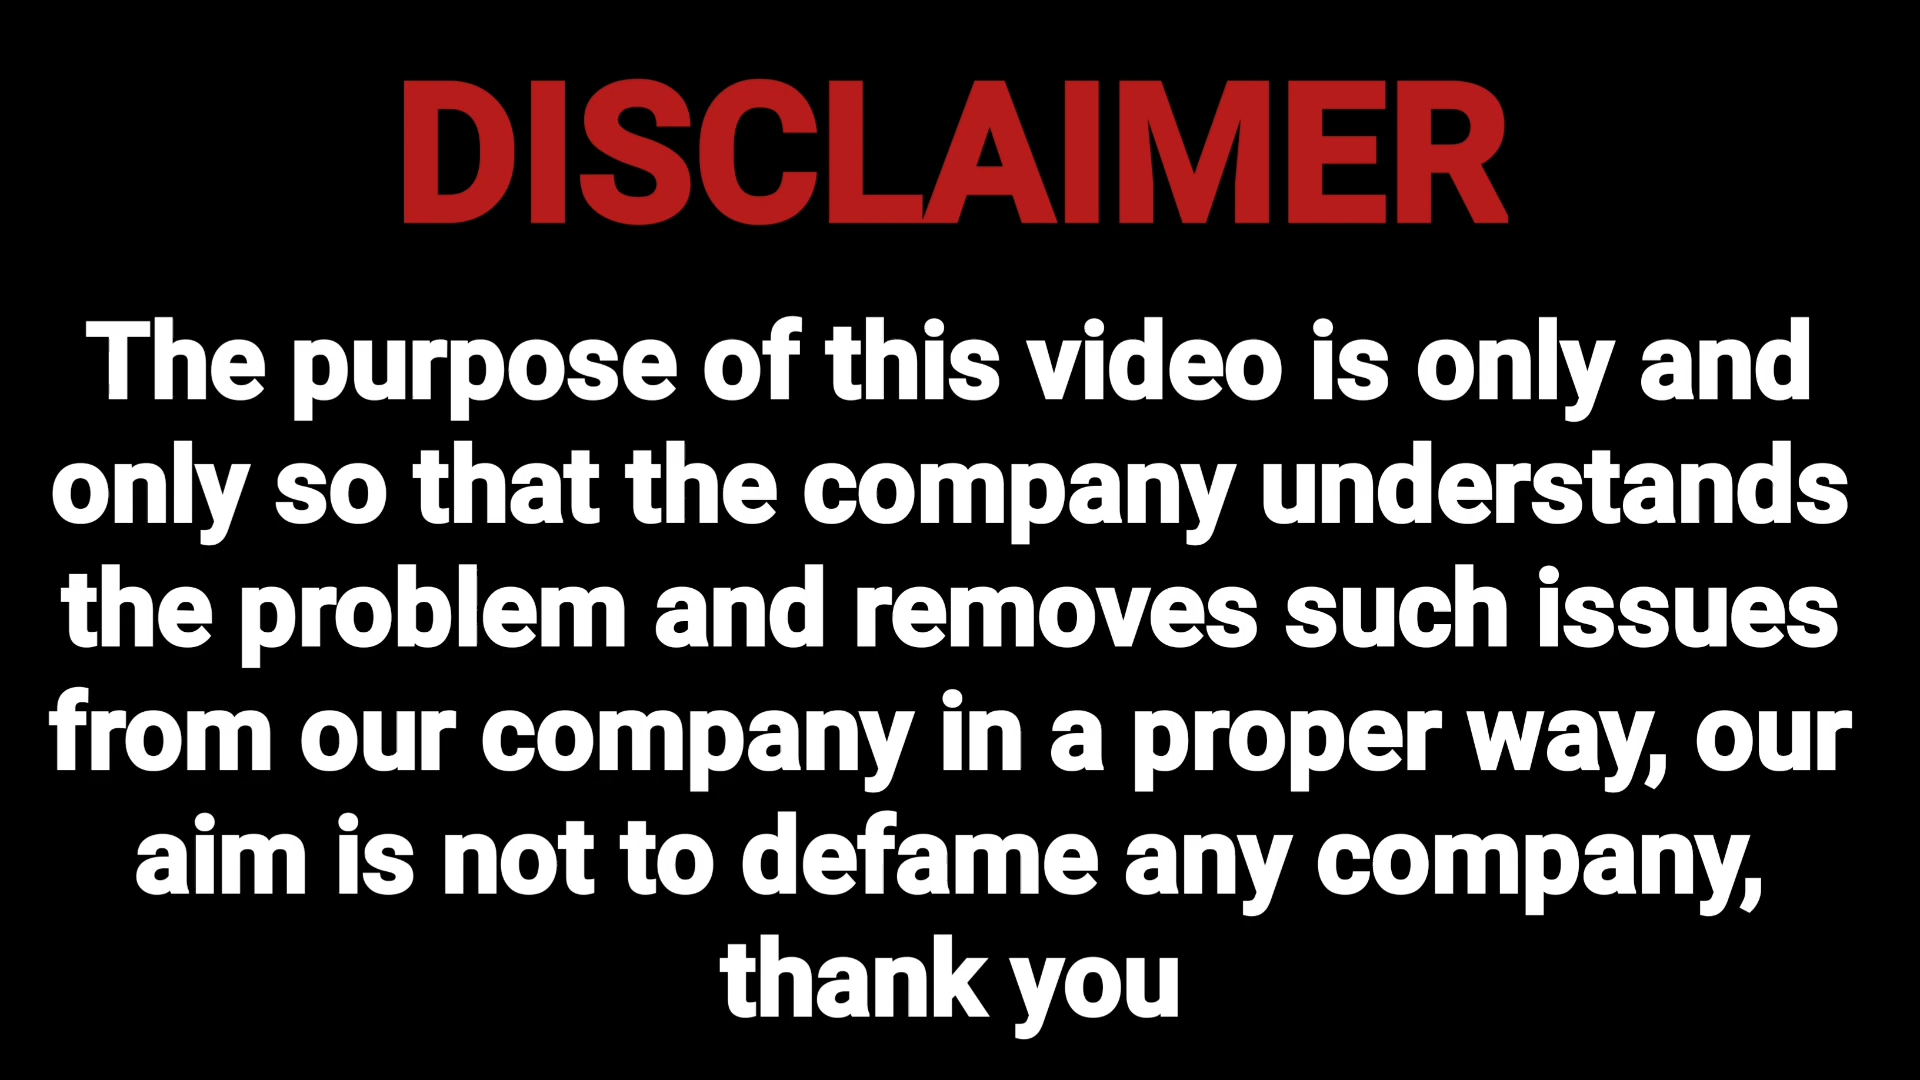 DISCLAIMER
The purpose of this video is only and
only so that the company understands
the problem and removes such issues
from our company in a proper way, our
aim is not to defame any company,
thank you